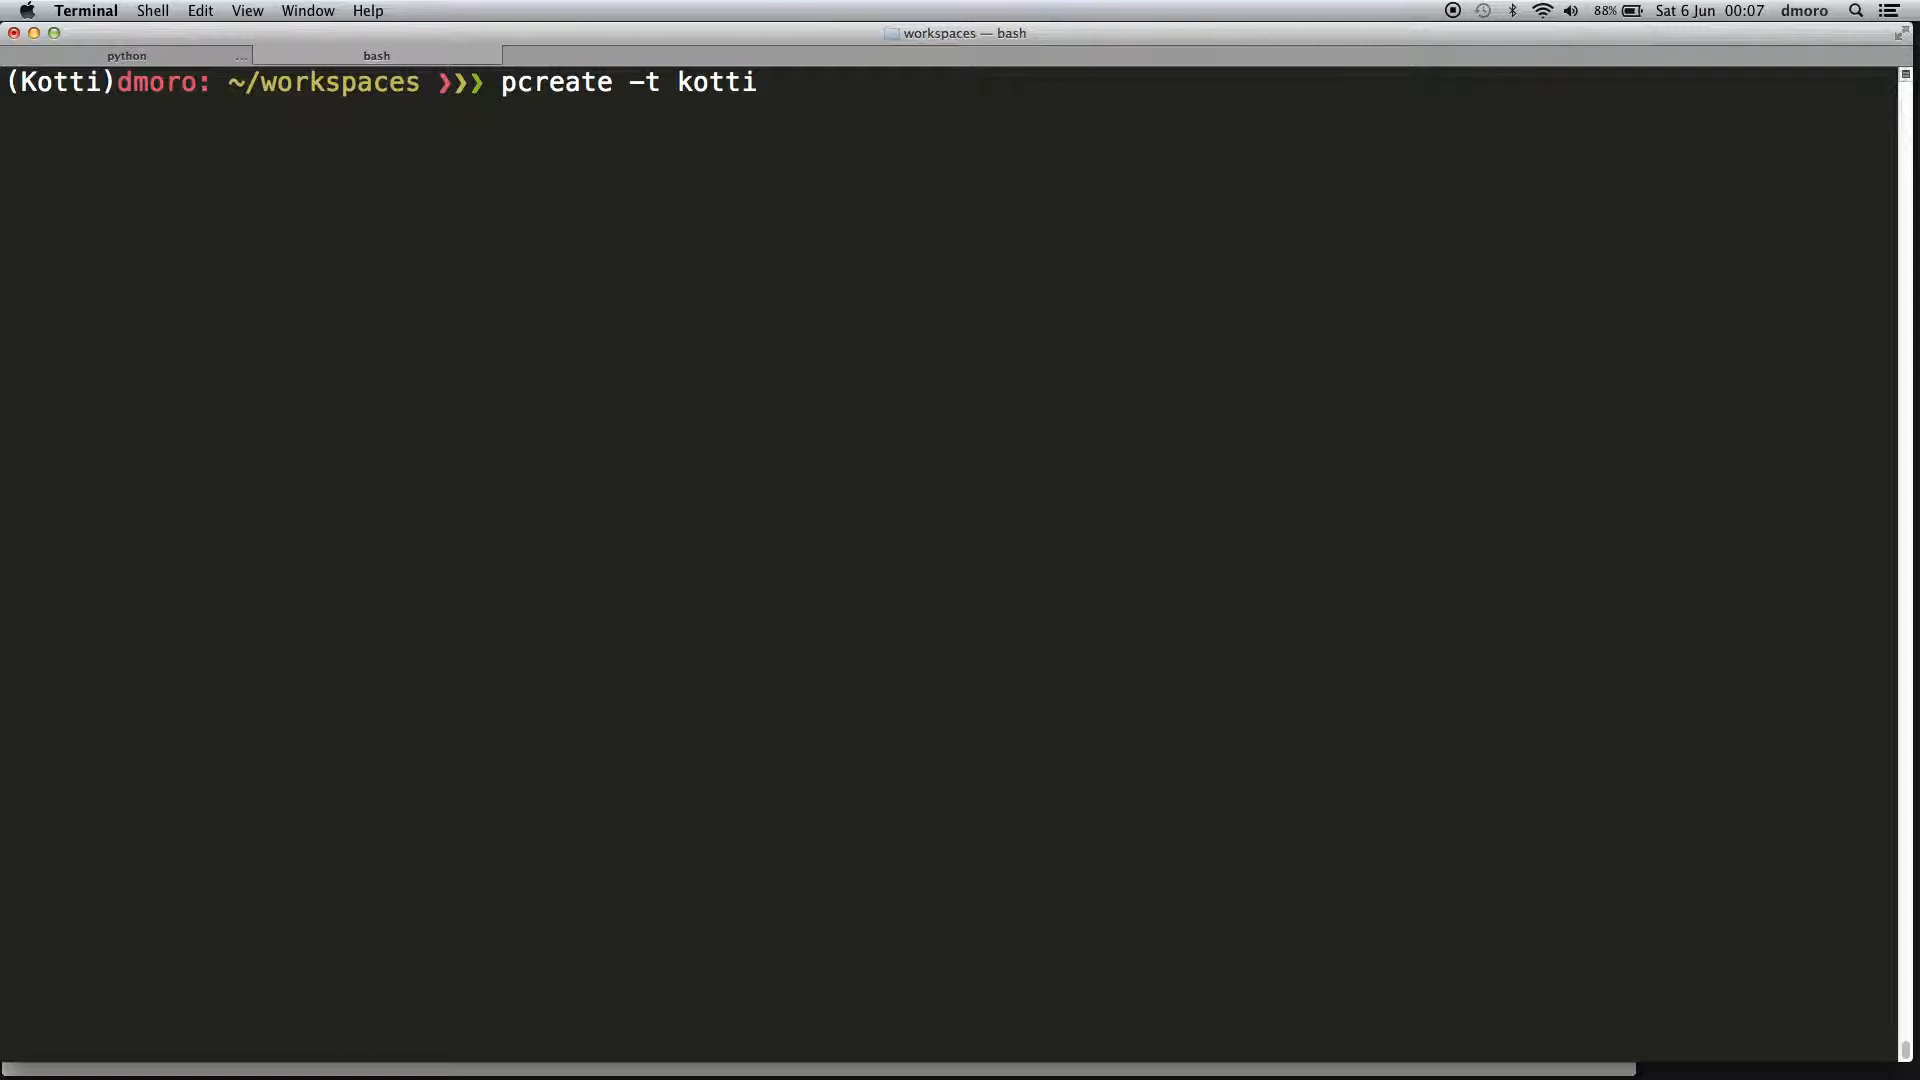 Terminal Shell Edit View Window Help 88% Sat 6 Jun 00:07 dmoro
workspaces — bash
python ... bash
(Kotti)dmoro: ~/workspaces ❯❯❯ pcreate -t kotti